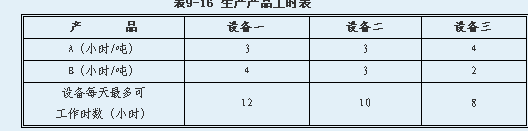 表9-16 生产产品工时表
产 品 设备一 设备二 设备三
A (小时/吨) 3 3 4
B (小时/吨) 4 3 2
设备每天最多可
工作时数 (小时) 12 10 8